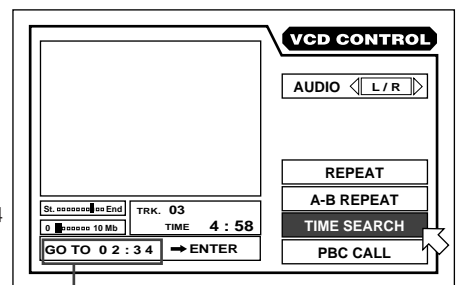 VCD CONTROL
AUDIO L / R
REPEAT
A-B REPEAT
TIME SEARCH
PBC CALL
St. End
0 10 Mb
TRK. 03
TIME 4 : 58
GO TO 0 2 : 3 4 ➡ ENTER
4